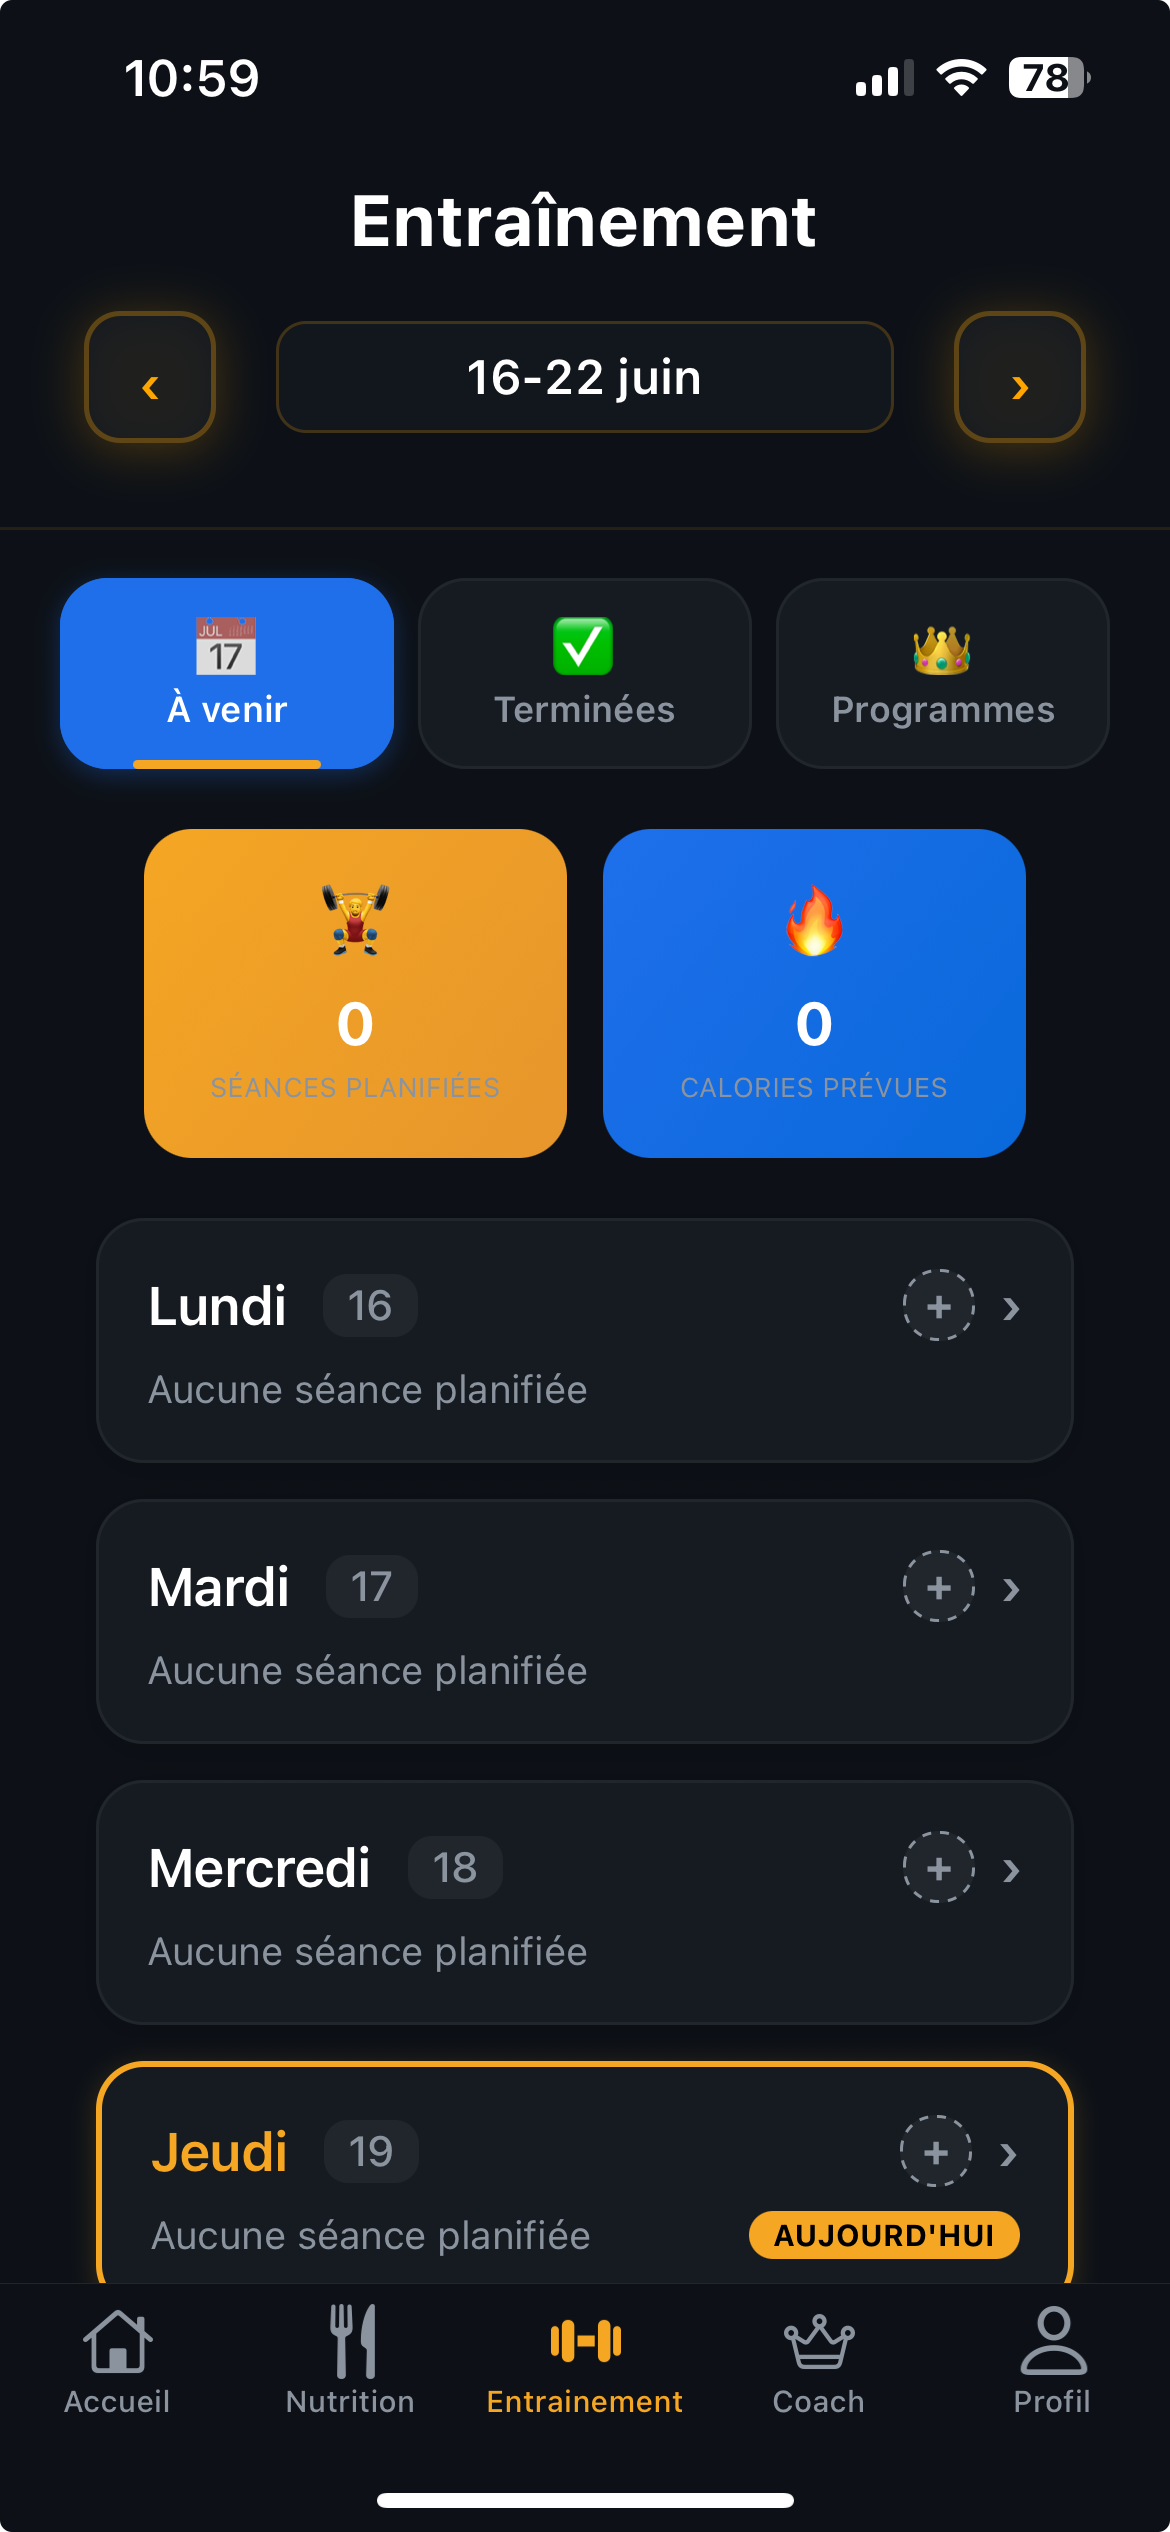 10:59
78
Entraînement
‹
16-22 juin
›
JUL
17
À venir
Terminées
Programmes
0
SÉANCES PLANIFIÉES
0
CALORIES PRÉVUES
Lundi 16 + ›
Aucune séance planifiée
Mardi 17 + ›
Aucune séance planifiée
Mercredi 18 + ›
Aucune séance planifiée
Jeudi 19 + ›
Aucune séance planifiée AUJOURD'HUI
Accueil Nutrition Entrainement Coach Profil